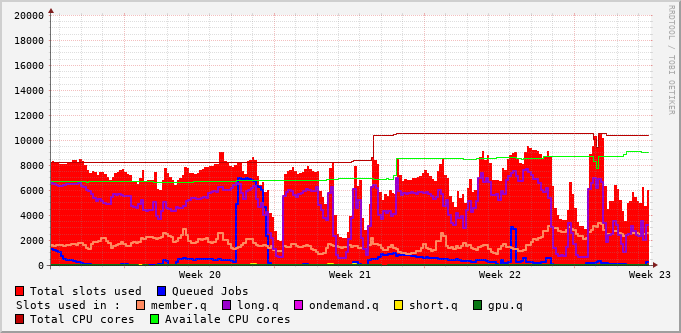 RRDTOOL / TOBI OETIKER
20000
18000
16000
14000
12000
10000
8000
6000
4000
2000
0
Week 20 Week 21 Week 22 Week 23
Total slots used Queued Jobs
Slots used in : member.q long.q ondemand.q short.q gpu.q
Total CPU cores Availale CPU cores